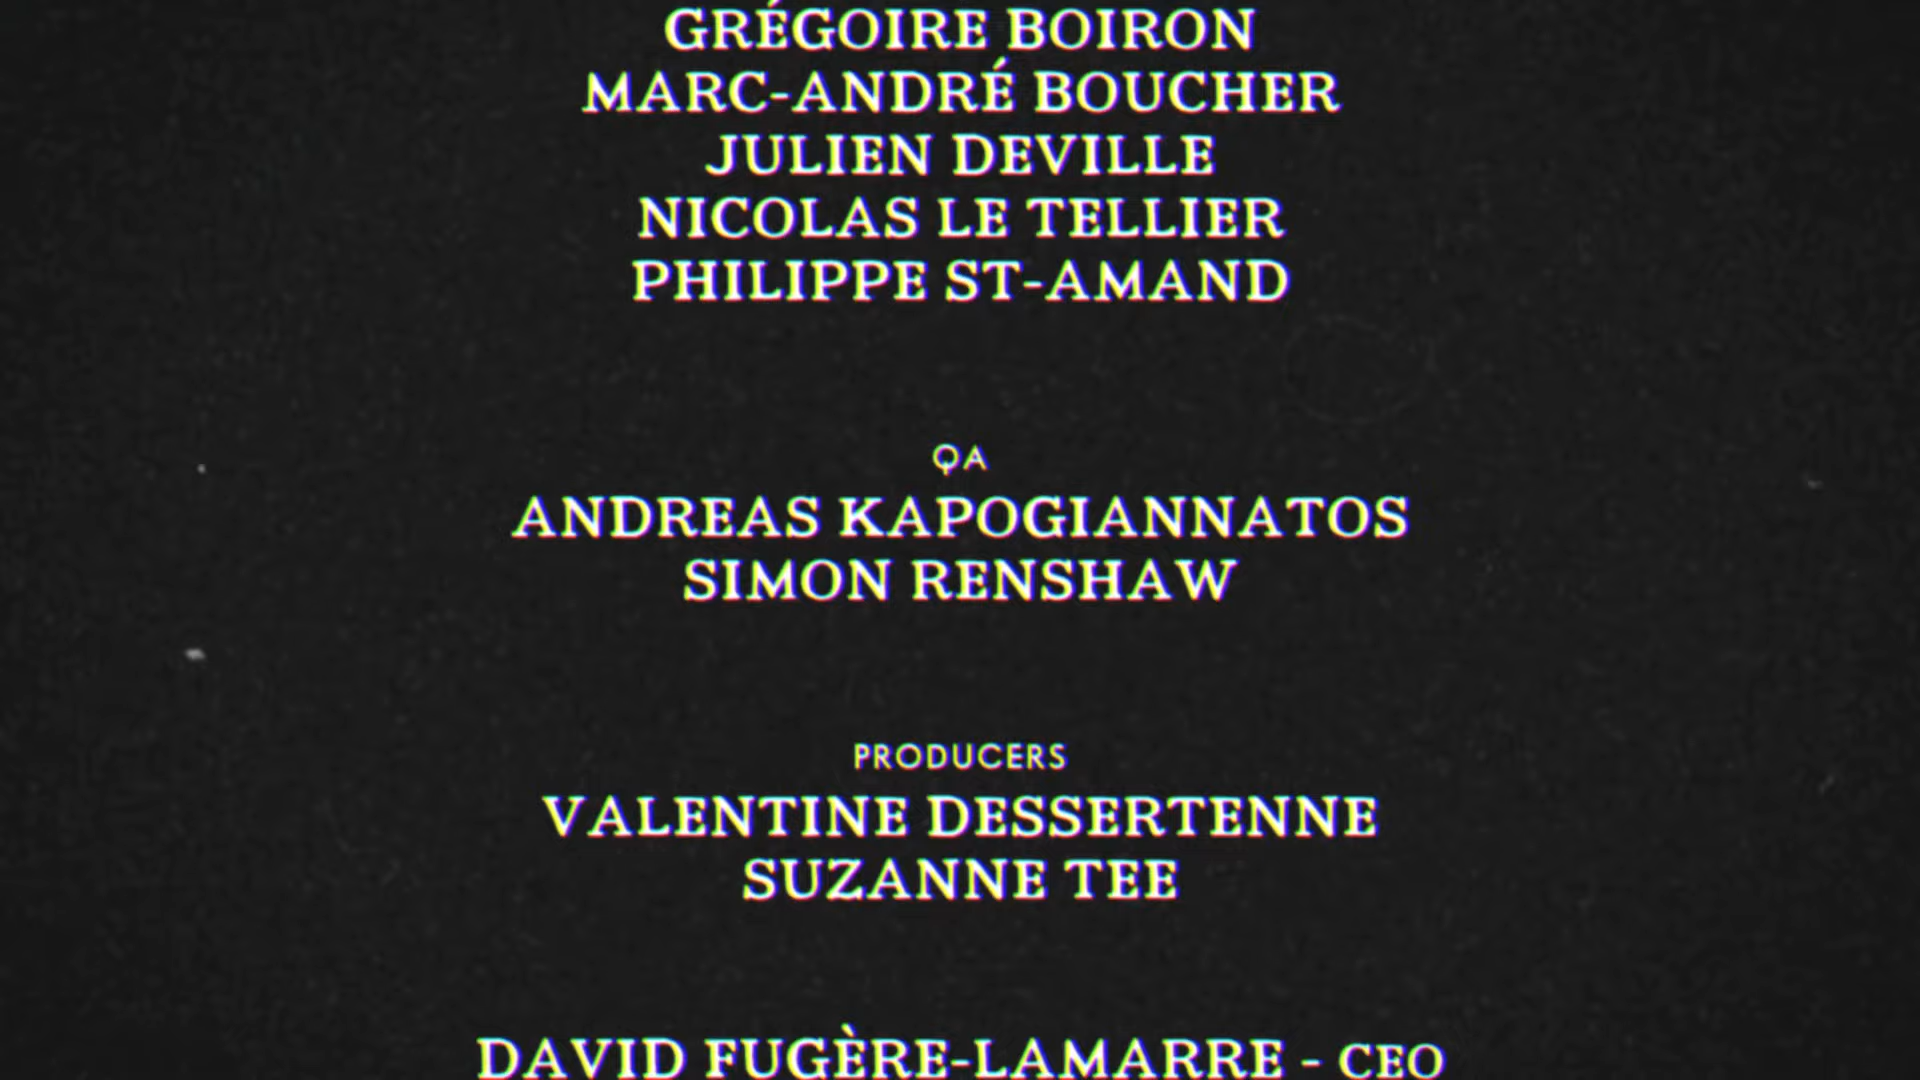 GRÉGOIRE BOIRON
MARC-ANDRÉ BOUCHER
JULIEN DEVILLE
NICOLAS LE TELLIER
PHILIPPE ST-AMAND
QA
ANDREAS KAPOGIANNATOS
SIMON RENSHAW
PRODUCERS
VALENTINE DESSERTENNE
SUZANNE TEE
DAVID FUGÈRE-LAMARRE - CEO